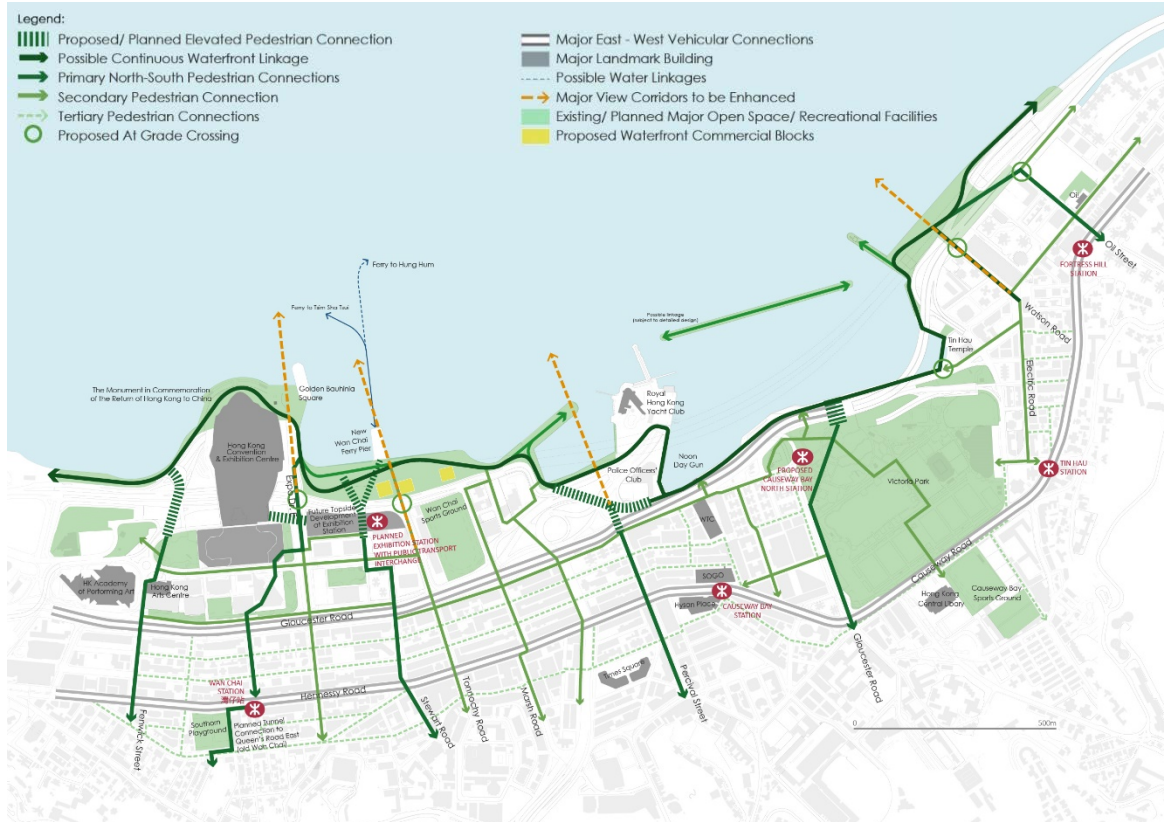 Legend:
Proposed/ Planned Elevated Pedestrian Connection
Possible Continuous Waterfront Linkage
Primary North-South Pedestrian Connections
Secondary Pedestrian Connection
Tertiary Pedestrian Connections
Proposed At Grade Crossing
Major East - West Vehicular Connections
Major Landmark Building
Possible Water Linkages
Major View Corridors to be Enhanced
Existing/ Planned Major Open Space/ Recreational Facilities
Proposed Waterfront Commercial Blocks
Oil
Oil Street
FORTRESS HILL
STATION
Ferry to Hung Hum
Ferry to Tsim Sha Tsui
Possible linkage
(subject to detailed design)
Watson Road
Tin Hau
Temple
Electric Road
The Monument in Commemoration
of the Return of Hong Kong to China
Golden Bauhinia
Square
Royal
Hong Kong
Yacht Club
New
Wan Chai
Ferry Pier
Hong Kong
Convention
& Exhibition Centre
Police Officers'
Club
Noon
Day Gun
PROPOSED
CAUSEWAY BAY
NORTH STATION
Victoria Park
TIN HAU
STATION
Future Topside
Development
at Exhibition
Station
Wan Chai
Sports Ground
WTC
PLANNED
EXHIBITION STATION
WITH PUBLIC TRANSPORT
INTERCHANGE
Causeway Road
HK Academy
of Performing Art
Hong Kong
Arts Centre
SOGO
Hysan Place
CAUSEWAY BAY
STATION
Hong Kong
Central Libary
Causeway Bay
Sports Ground
Gloucester Road
Gloucester Road
Times Square
WAN CHAI
STATION
灣仔站
Hennessy Road
Fenwick Street
Southorn
Playground
Planned Tunnel
Connection to
Queen's Road East
(old Wan Chai)
Stewart Road
Tonnochy Road
Marsh Road
Percival Street
0
500m